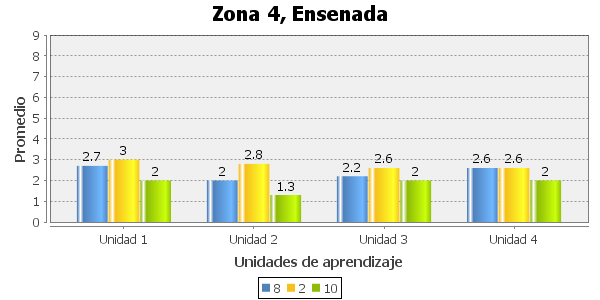 Zona 4, Ensenada
Promedio
9
8
7
6
5
4
3
2
1
0
2.7 3 2
2 2.8 1.3
2.2 2.6 2
2.6 2.6 2
Unidad 1 Unidad 2 Unidad 3 Unidad 4
Unidades de aprendizaje
8 2 10